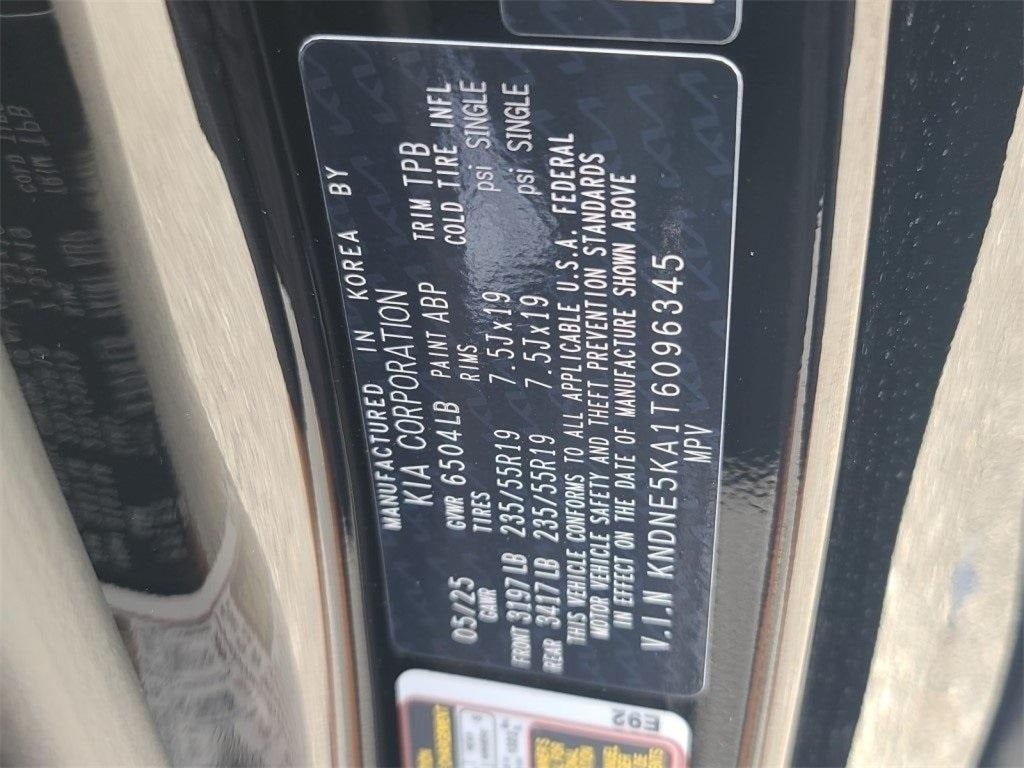 MANUFACTURED IN KOREA BY
KIA CORPORATION
05/25 GVWR 6504LB PAINT ABP TRIM TPB
GAWR TIRES RIMS COLD TIRE INFL
FRONT 3197LB 235/55R19 7.5Jx19 psi SINGLE
REAR 3417LB 235/55R19 7.5Jx19 psi SINGLE
THIS VEHICLE CONFORMS TO ALL APPLICABLE U.S.A. FEDERAL
MOTOR VEHICLE SAFETY AND THEFT PREVENTION STANDARDS
IN EFFECT ON THE DATE OF MANUFACTURE SHOWN ABOVE
V.I.N KNDNE5KA1T6096345
MPV